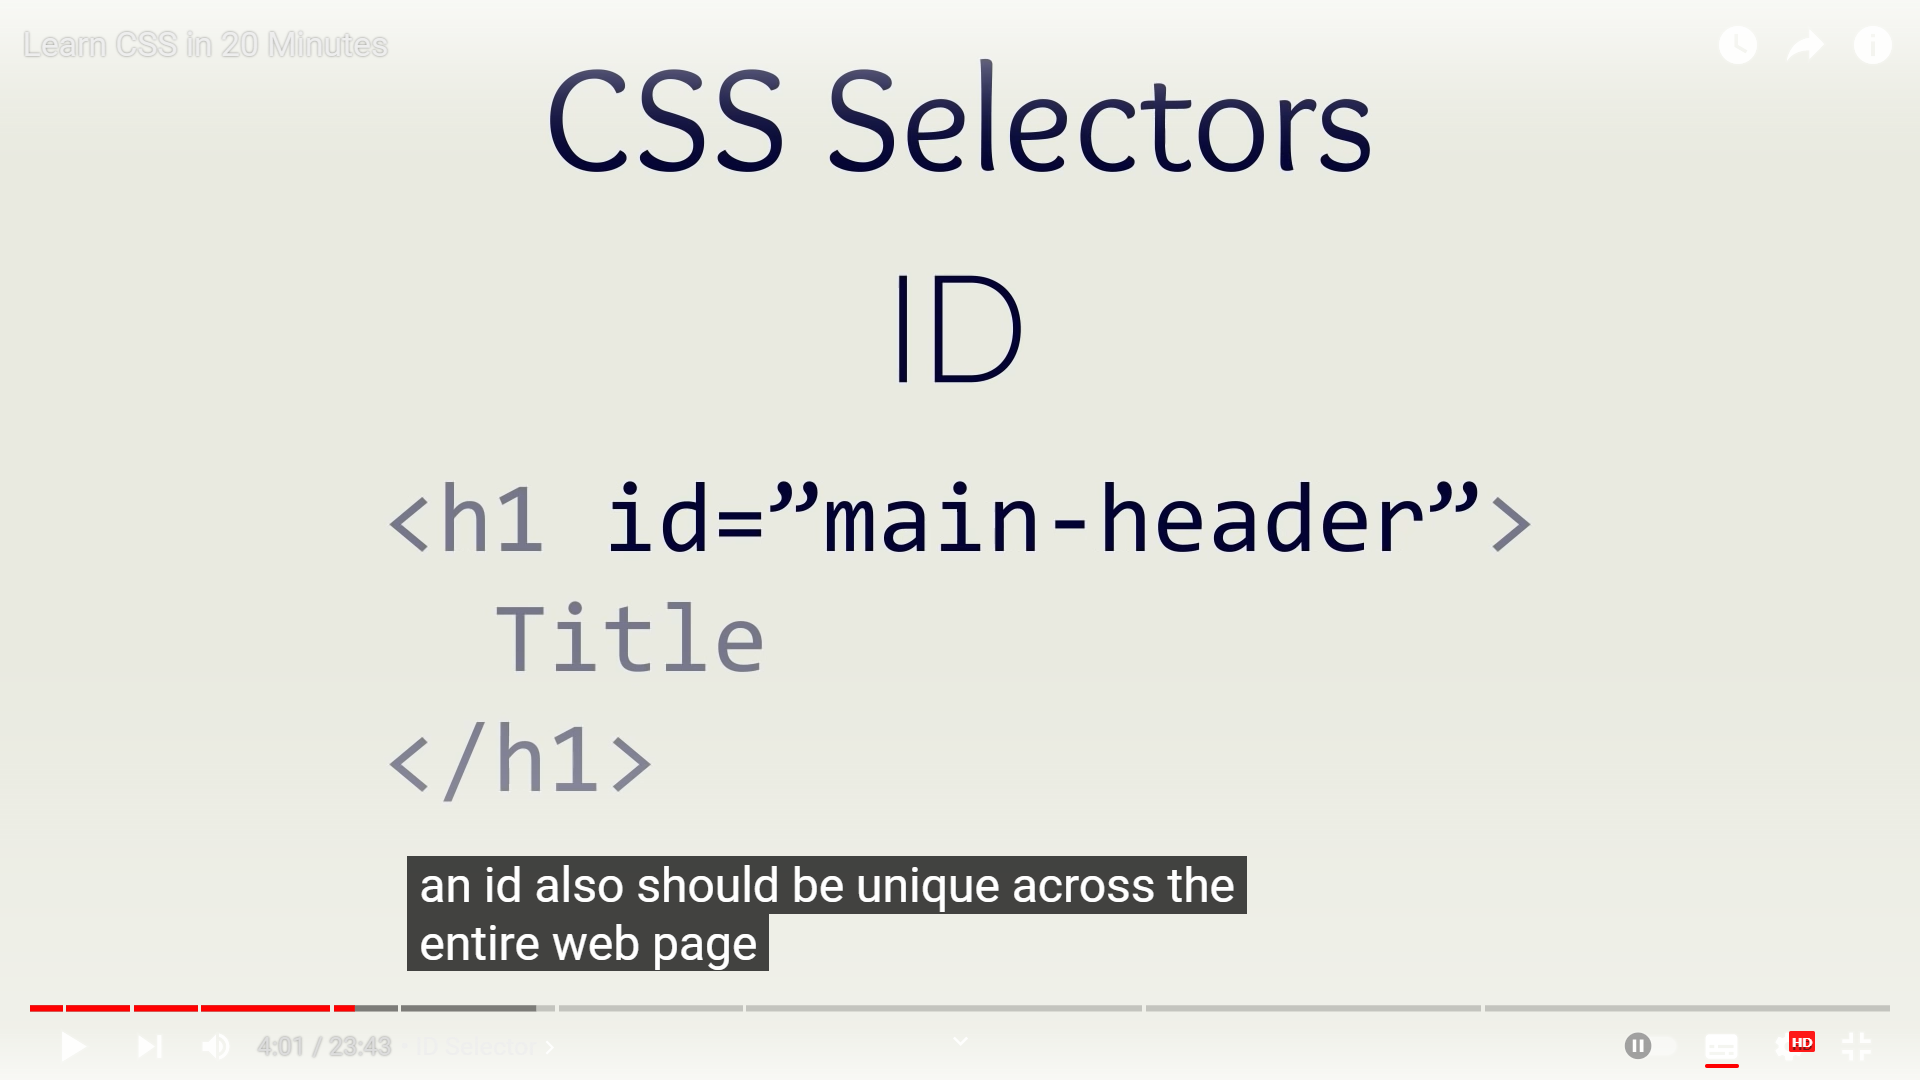 Learn CSS in 20 Minutes
CSS Selectors
ID
<h1 id=”main-header”>
Title
</h1>
an id also should be unique across the
entire web page
4:01 / 23:43 • ID Selector
HD